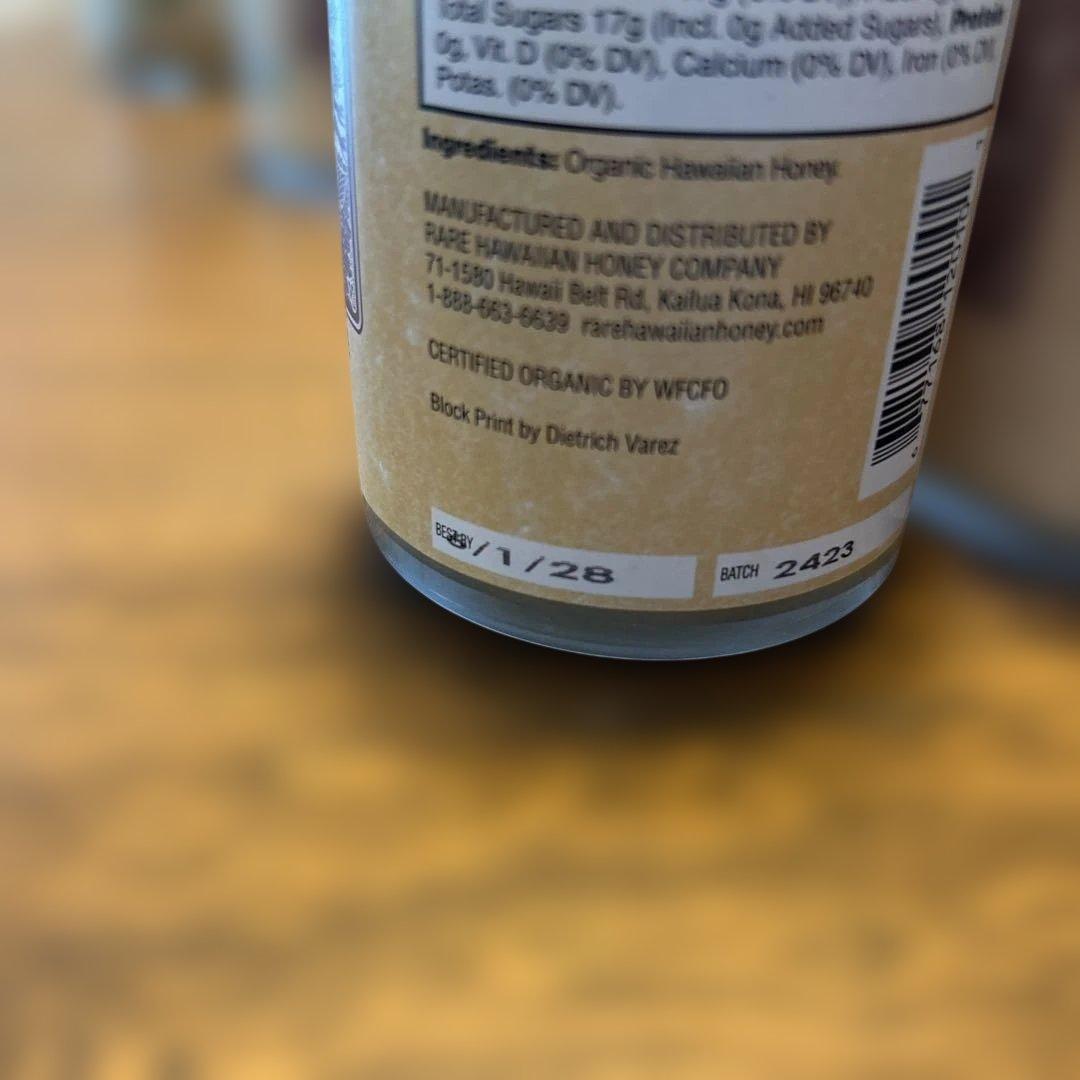 Total Sugars 17g (Incl. 0g Added Sugars), Protein
0g, Vit. D (0% DV), Calcium (0% DV), Iron (0% DV)
Potas. (0% DV).
Ingredients: Organic Hawaiian Honey.
MANUFACTURED AND DISTRIBUTED BY
RARE HAWAIIAN HONEY COMPANY
71-1580 Hawaii Belt Rd, Kailua Kona, HI 96740
1-888-663-6639 rarehawaiianhoney.com
CERTIFIED ORGANIC BY WFCFO
Block Print by Dietrich Varez
BEST BY /1/28
BATCH 2423